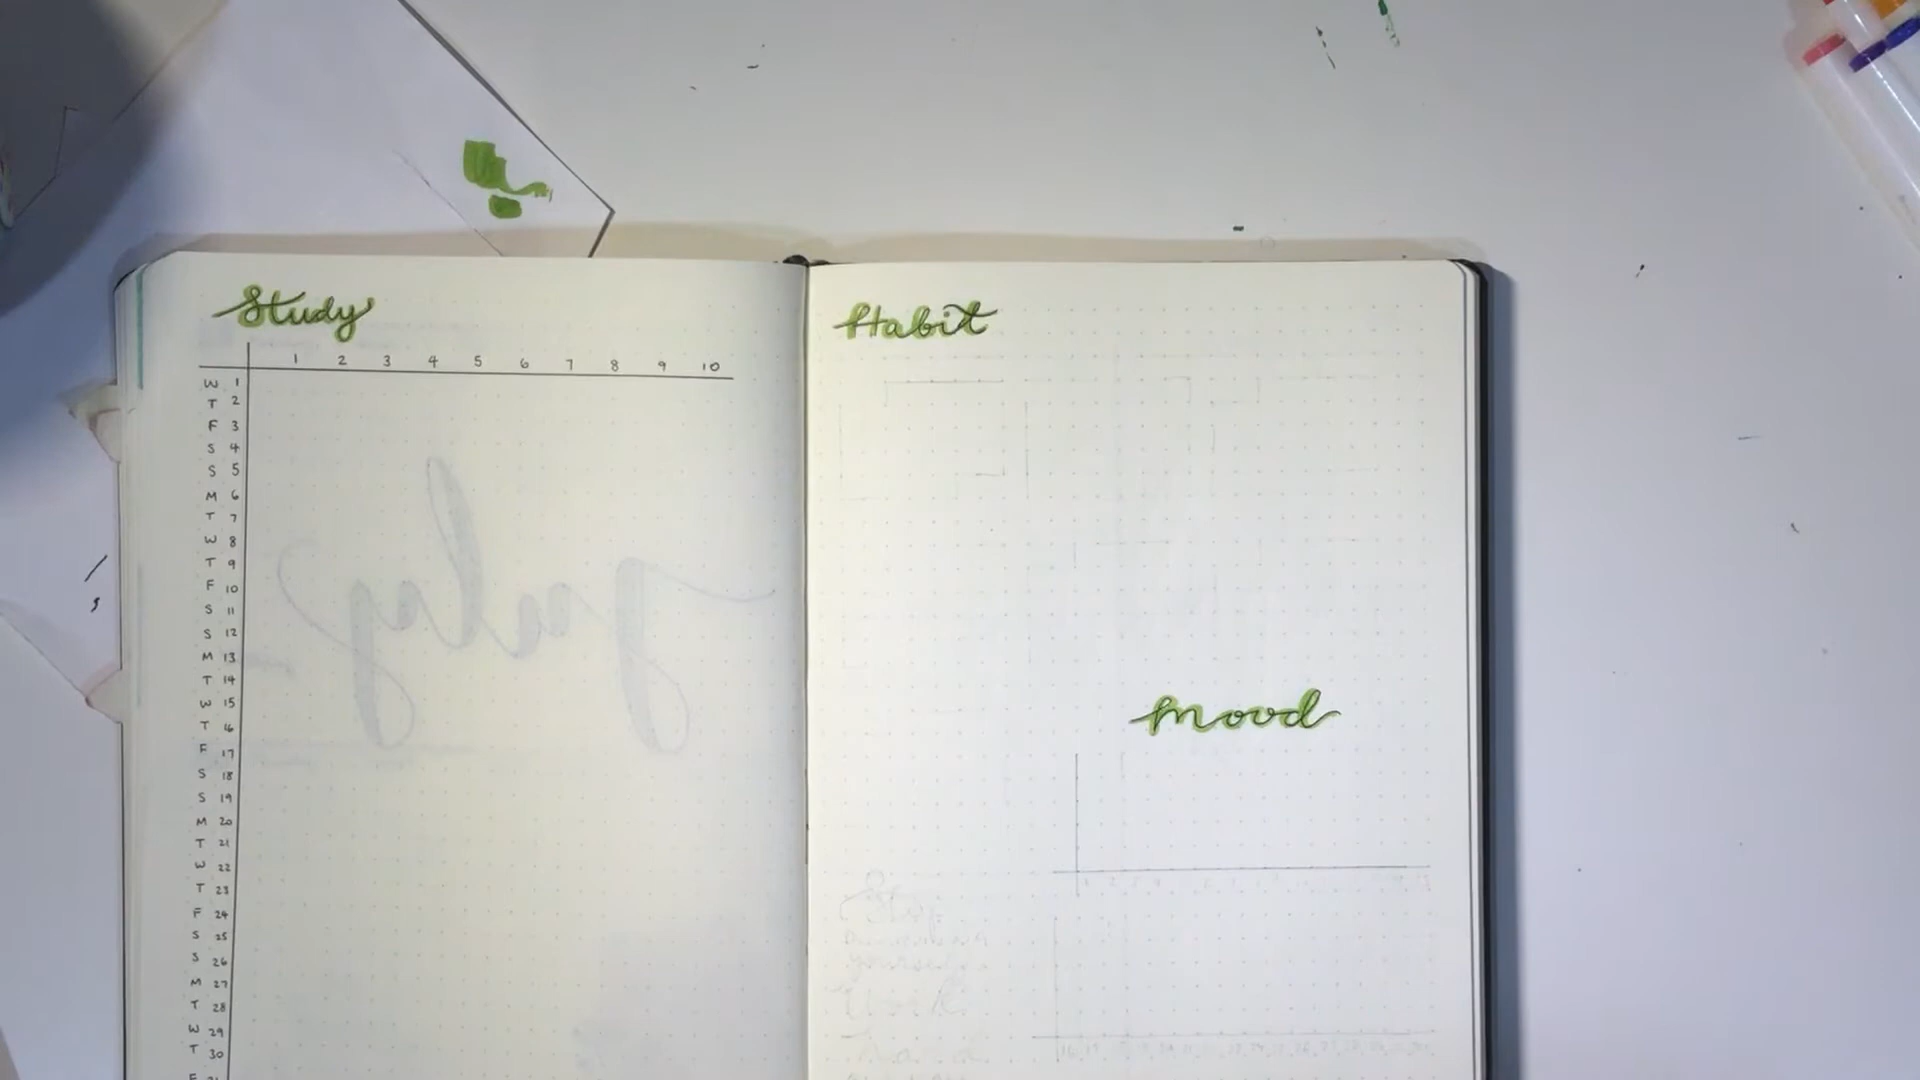 Study
1 2 3 4 5 6 7 8 9 10
W 1
T 2
F 3
S 4
S 5
M 6
T 7
W 8
T 9
F 10
S 11
S 12
M 13
T 14
W 15
T 16
F 17
S 18
S 19
M 20
T 21
W 22
T 23
F 24
S 25
S 26
M 27
T 28
W 29
T 30
july
Habit
mood